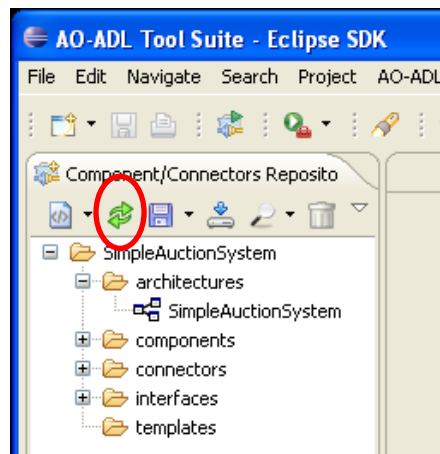 AO-ADL Tool Suite - Eclipse SDK
File Edit Navigate Search Project AO-ADL
Component/Connectors Reposito
SimpleAuctionSystem
architectures
SimpleAuctionSystem
components
connectors
interfaces
templates